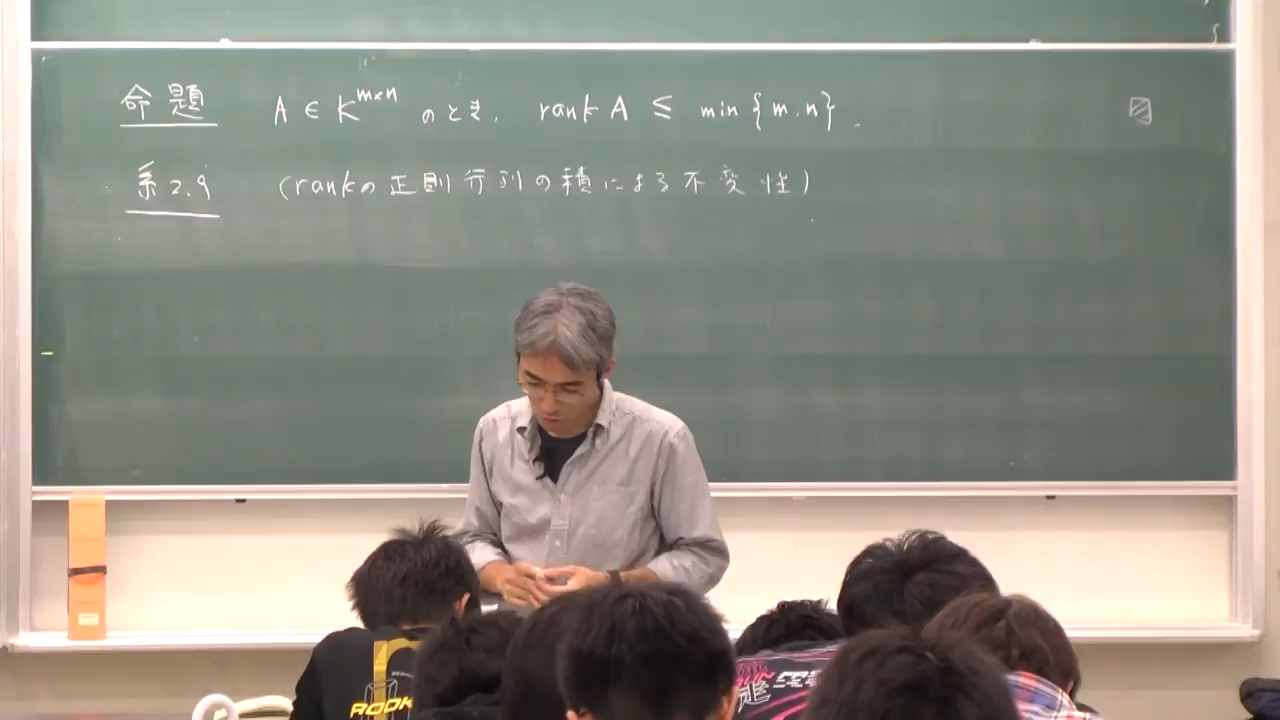 命題 A ∈ K^{m×n} のとき, rank A ≤ min {m, n}.
系2.9 (rankの正則行列の積による不変性)
ROOK